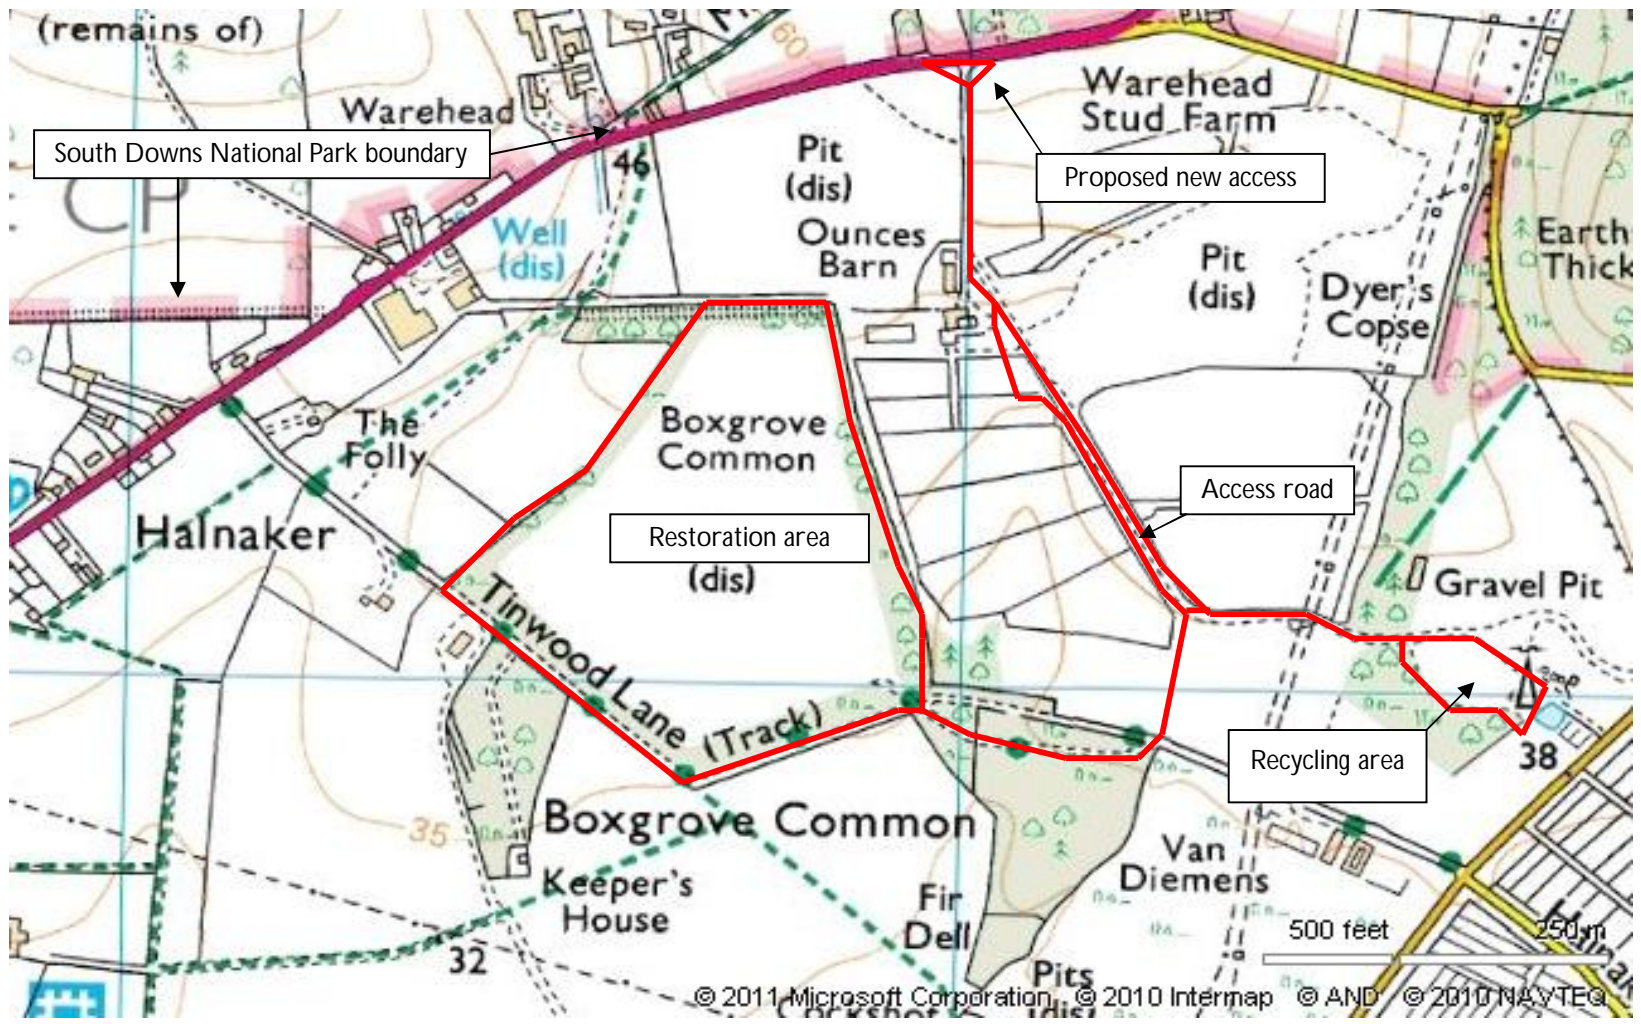 (remains of)
60
Warehead
Warehead
Stud Farm
South Downs National Park boundary
46
Pit
(dis)
Proposed new access
CP
Well
(dis)
Ounces
Barn
Pit
(dis)
Dyer's
Copse
Earth
Thick
The
Folly
Boxgrove
Common
Access road
Halnaker
Restoration area
(dis)
Gravel Pit
Tinwood Lane (Track)
Recycling area
38
35
Boxgrove Common
Van
Diemens
Keeper's
House
Fir
Dell
32
500 feet
250 m
Pits
(dis)
© 2011 Microsoft Corporation © 2010 Intermap © AND © 2010 NAVTEQ